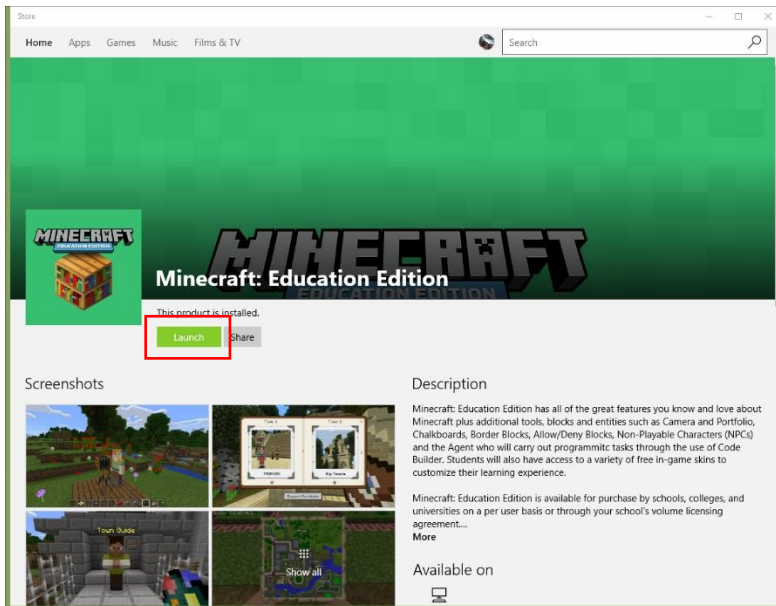 Store
Home Apps Games Music Films & TV Search
MINECRAFT
EDUCATION EDITION
MINECRAFT
EDUCATION EDITION
Minecraft: Education Edition
This product is installed.
Launch Share
Screenshots
Town Guide
Show all
Description
Minecraft: Education Edition has all of the great features you know and love about
Minecraft plus additional tools, blocks and entities such as Camera and Portfolio,
Chalkboards, Border Blocks, Allow/Deny Blocks, Non-Playable Characters (NPCs)
and the Agent who will carry out programmitc tasks through the use of Code
Builder. Students will also have access to a variety of free in-game skins to
customize their learning experience.
Minecraft: Education Edition is available for purchase by schools, colleges, and
universities on a per user basis or through your school's volume licensing
agreement....
More
Available on